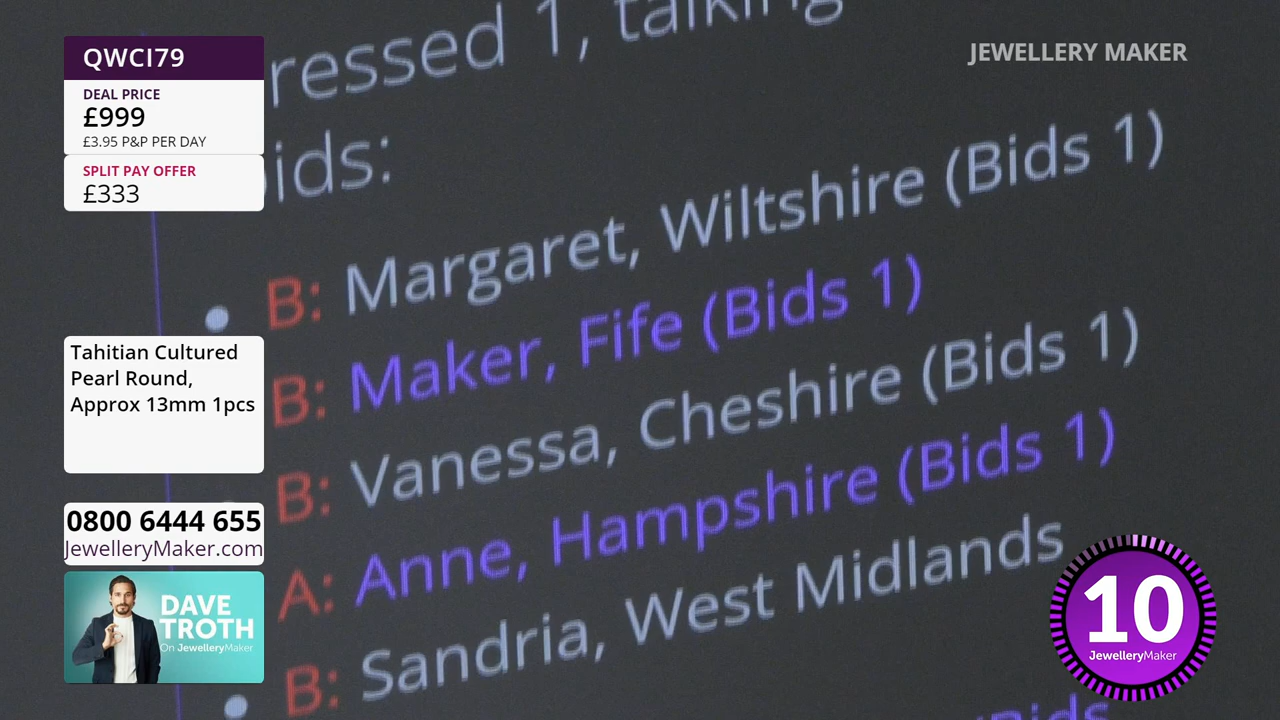 QWCI79
DEAL PRICE
£999
£3.95 P&P PER DAY
SPLIT PAY OFFER
£333
JEWELLERY MAKER
ressed 1, talking
ids:
B: Margaret, Wiltshire (Bids 1)
B: Maker, Fife (Bids 1)
B: Vanessa, Cheshire (Bids 1)
A: Anne, Hampshire (Bids 1)
B: Sandria, West Midlands
(Bids
Tahitian Cultured
Pearl Round,
Approx 13mm 1pcs
0800 6444 655
JewelleryMaker.com
DAVE
TROTH
On JewelleryMaker
10
JewelleryMaker